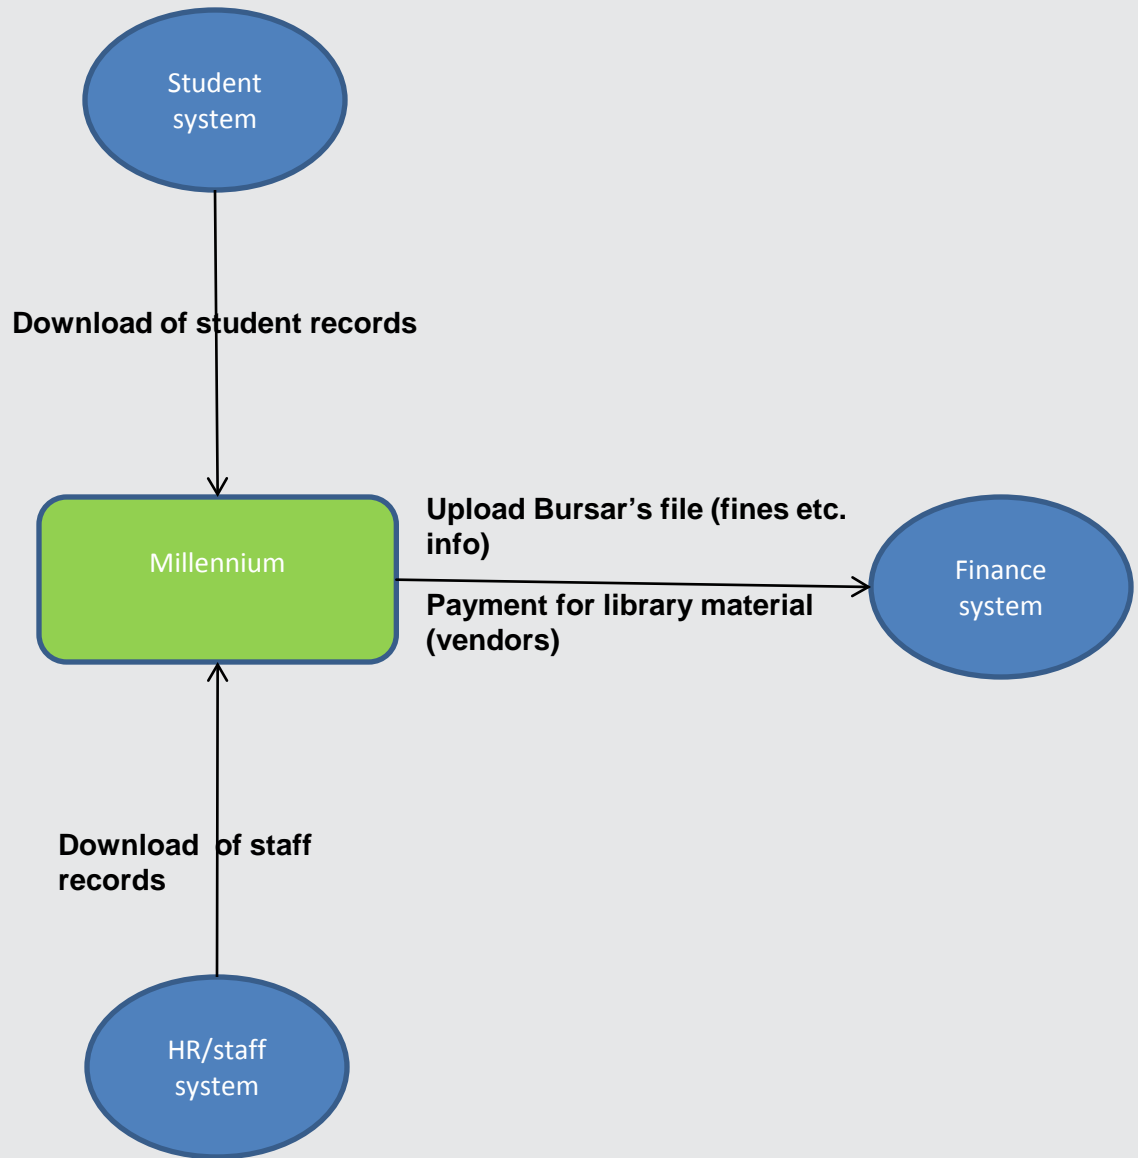 Student
system
Download of student records
Upload Bursar’s file (fines etc.
info)
Millennium
Finance
system
Payment for library material
(vendors)
Download  of staff
records
HR/staff
system